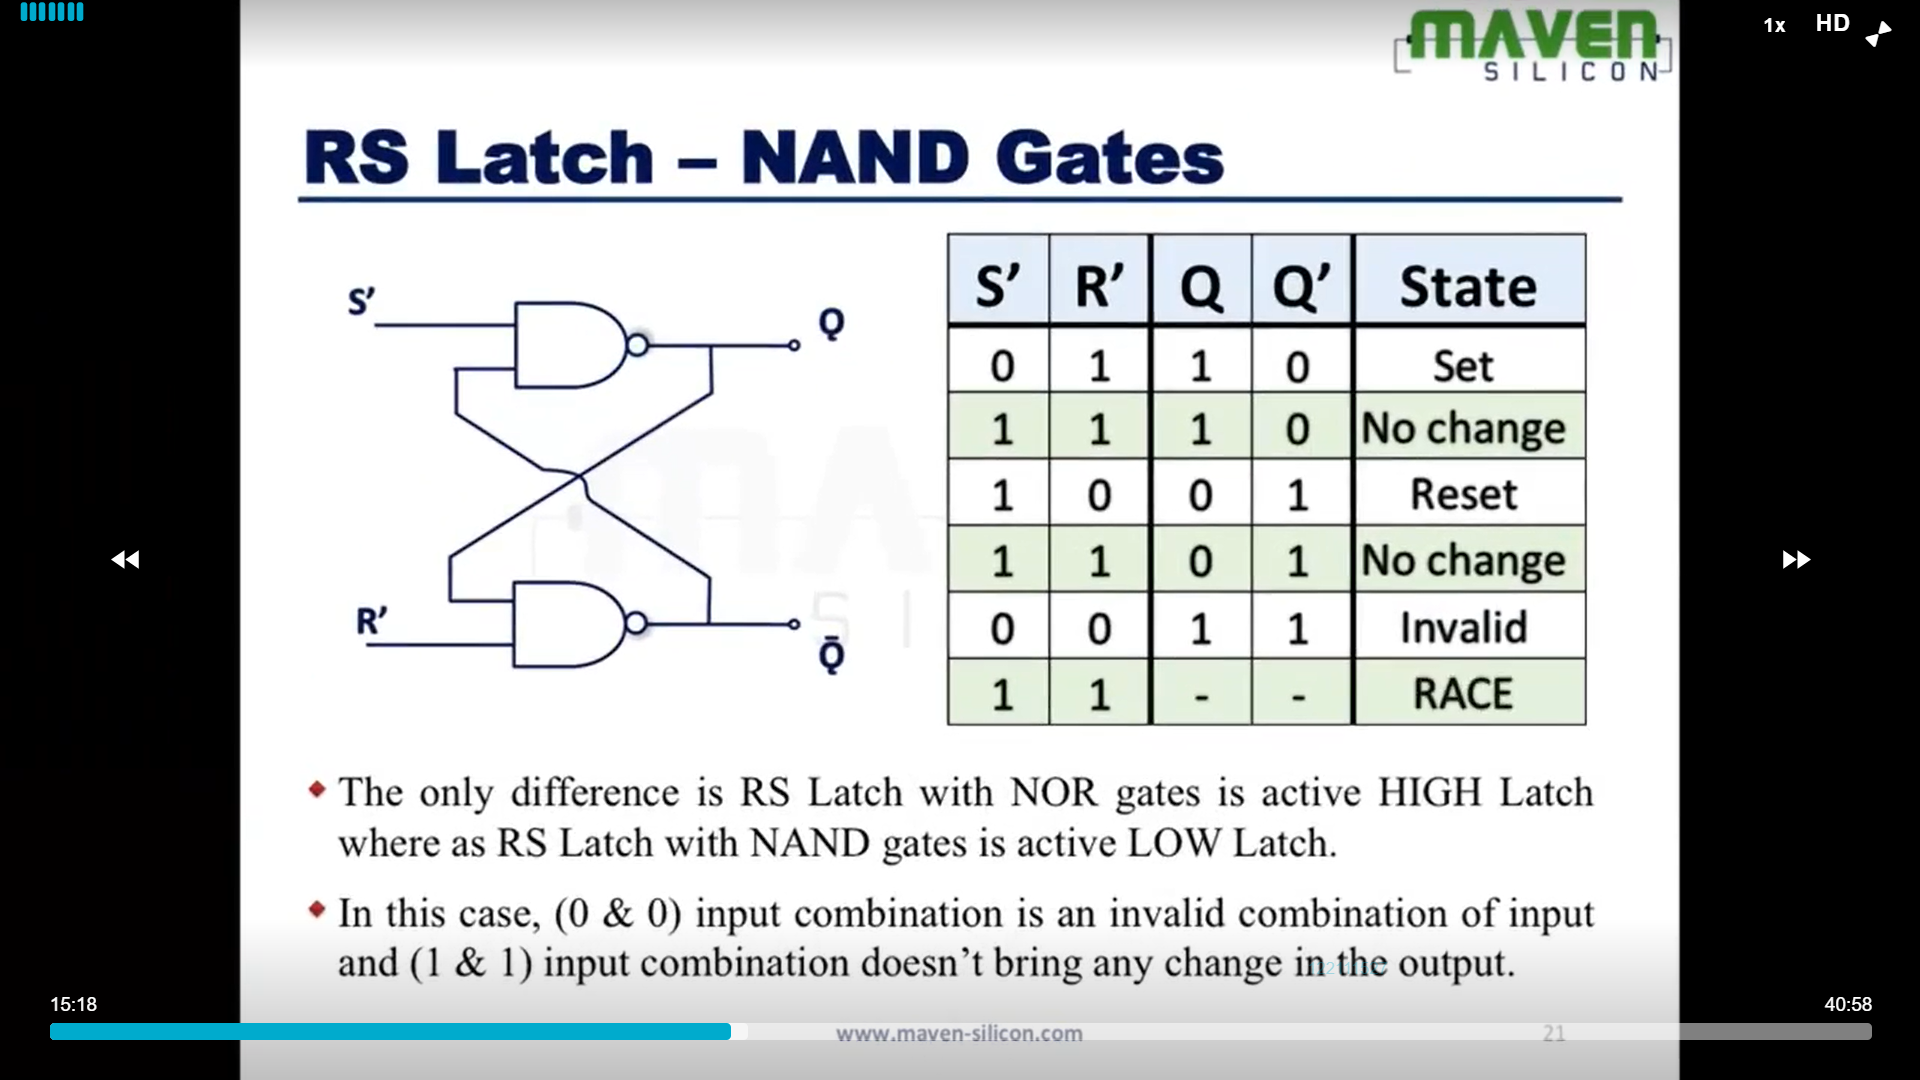 1x HD
MAVEN
SILICON
RS Latch – NAND Gates
S’ R’ Q Q’ State
0 1 1 0 Set
1 1 1 0 No change
1 0 0 1 Reset
1 1 0 1 No change
0 0 1 1 Invalid
1 1 - - RACE
S’
Q
R’
Q̄
MAV
S I
The only difference is RS Latch with NOR gates is active HIGH Latch
where as RS Latch with NAND gates is active LOW Latch.
In this case, (0 & 0) input combination is an invalid combination of input
and (1 & 1) input combination doesn’t bring any change in the output.
15:18
40:58
www.maven-silicon.com
21